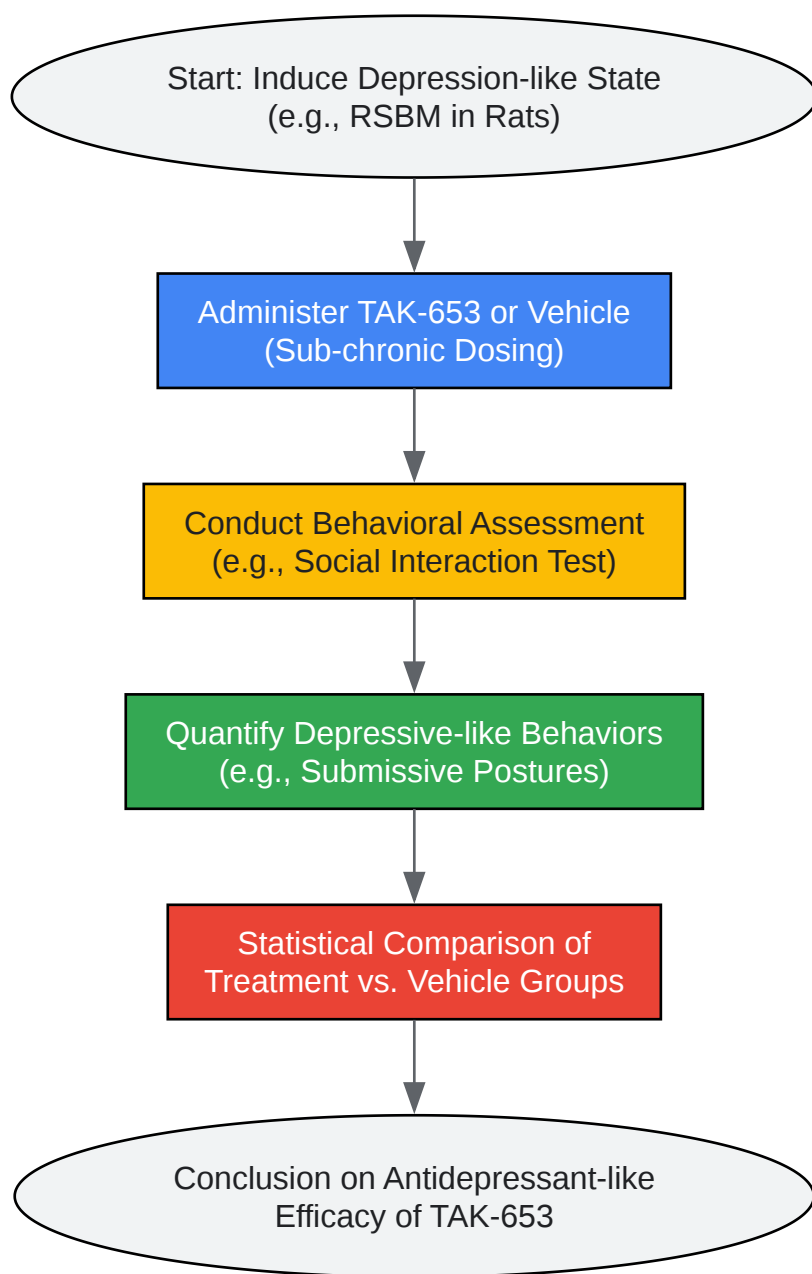 Start: Induce Depression-like State
(e.g., RSBM in Rats)
Administer TAK-653 or Vehicle
(Sub-chronic Dosing)
Conduct Behavioral Assessment
(e.g., Social Interaction Test)
Quantify Depressive-like Behaviors
(e.g., Submissive Postures)
Statistical Comparison of
Treatment vs. Vehicle Groups
Conclusion on Antidepressant-like
Efficacy of TAK-653